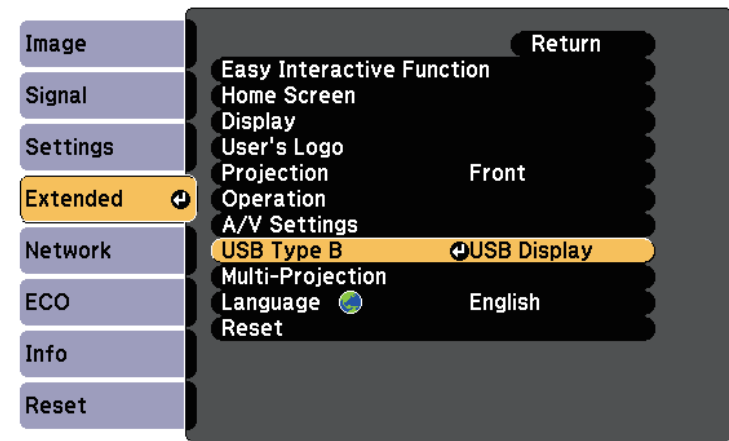 Image
Signal
Settings
Extended
Network
ECO
Info
Reset
Return
Easy Interactive Function
Home Screen
Display
User's Logo
Projection Front
Operation
A/V Settings
USB Type B USB Display
Multi-Projection
Language English
Reset